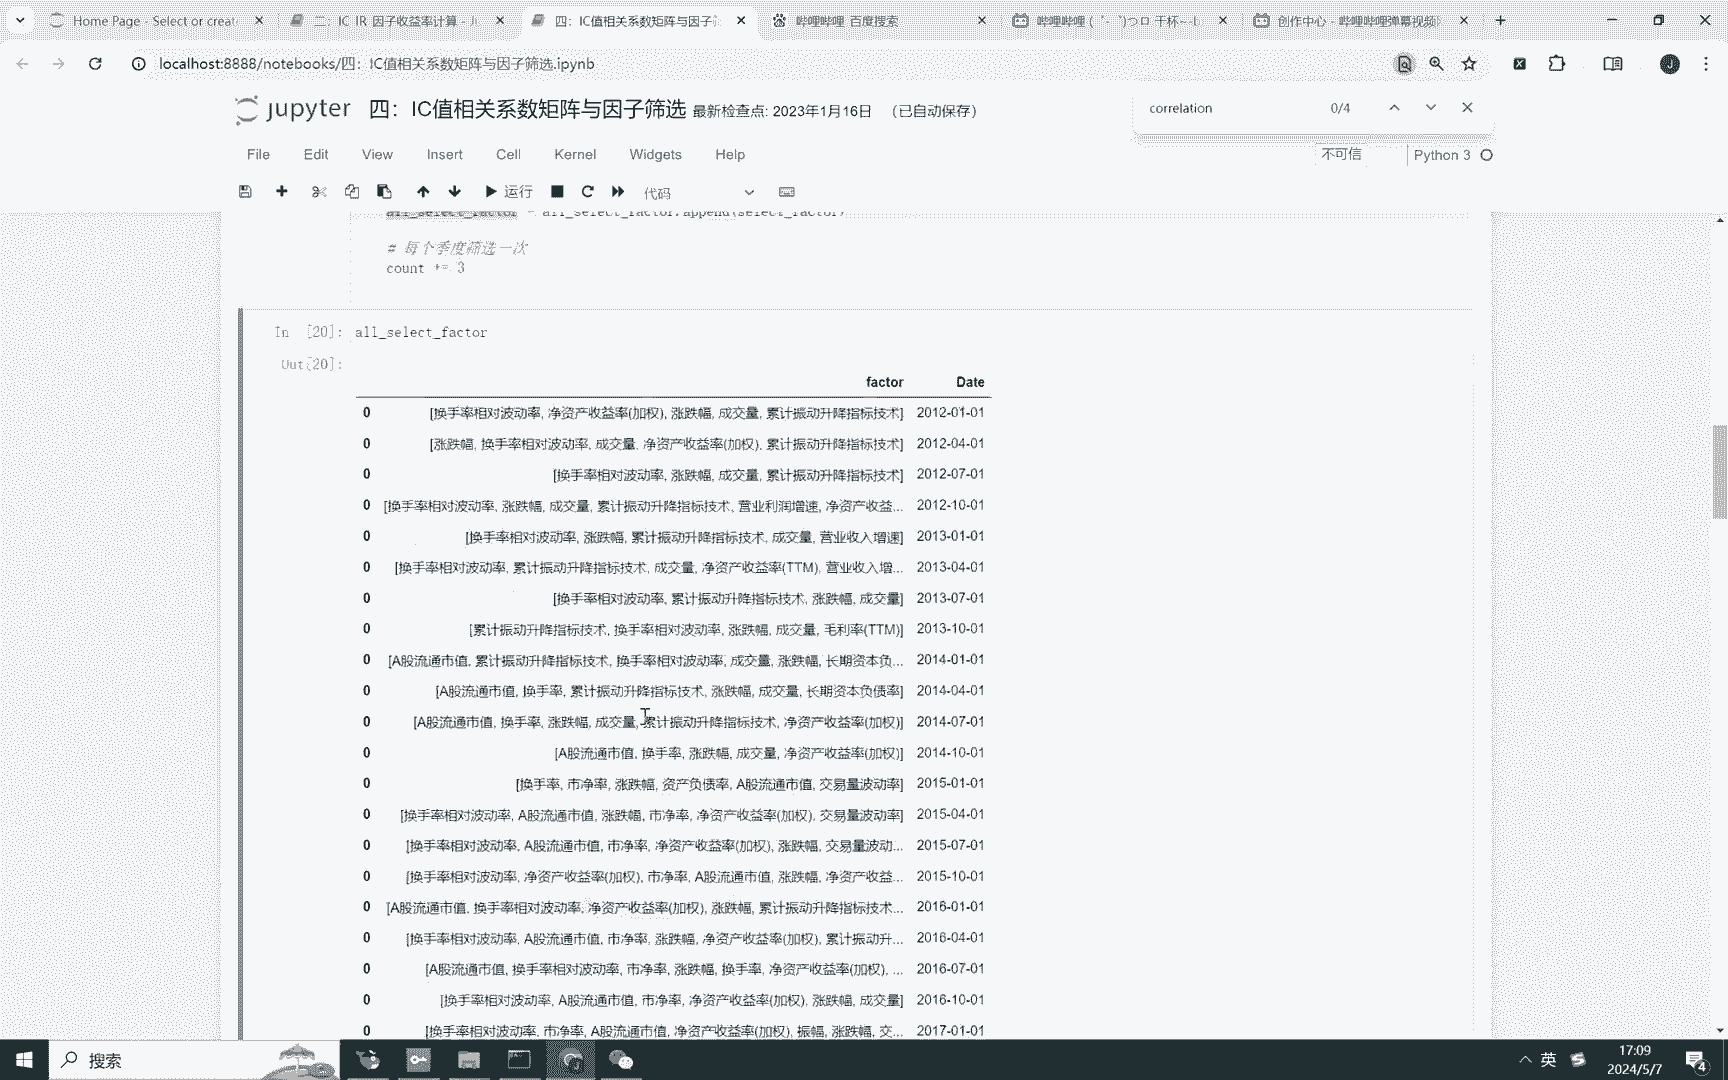 Home Page - Select or create
二：IC_IR_因子收益率计算 - J
四：IC值相关系数矩阵与因子筛
哔哩哔哩_百度搜索
哔哩哔哩 (゜-゜)つロ 干杯~-b
创作中心 - 哔哩哔哩弹幕视频
localhost:8888/notebooks/四：IC值相关系数矩阵与因子筛选.ipynb
J
correlation 0/4
jupyter 四：IC值相关系数矩阵与因子筛选 最新检查点: 2023年1月16日 (已自动保存)
File Edit View Insert Cell Kernel Widgets Help
不可信 Python 3
运行 代码
all_select_factor = all_select_factor.append(select_factor)
# 每个季度筛选一次
count += 3
In [20]: all_select_factor
Out[20]:
factor Date
0 [换手率相对波动率, 净资产收益率(加权), 涨跌幅, 成交量, 累计振动升降指标技术] 2012-01-01
0 [涨跌幅, 换手率相对波动率, 成交量, 净资产收益率(加权), 累计振动升降指标技术] 2012-04-01
0 [换手率相对波动率, 涨跌幅, 成交量, 累计振动升降指标技术] 2012-07-01
0 [换手率相对波动率, 涨跌幅, 成交量, 累计振动升降指标技术, 营业利润增速, 净资产收益... 2012-10-01
0 [换手率相对波动率, 涨跌幅, 累计振动升降指标技术, 成交量, 营业收入增速] 2013-01-01
0 [换手率相对波动率, 累计振动升降指标技术, 成交量, 净资产收益率(TTM), 营业收入增... 2013-04-01
0 [换手率相对波动率, 累计振动升降指标技术, 涨跌幅, 成交量] 2013-07-01
0 [累计振动升降指标技术, 换手率相对波动率, 涨跌幅, 成交量, 毛利率(TTM)] 2013-10-01
0 [A股流通市值, 累计振动升降指标技术, 换手率相对波动率, 成交量, 涨跌幅, 长期资本负... 2014-01-01
0 [A股流通市值, 换手率, 累计振动升降指标技术, 涨跌幅, 成交量, 长期资本负债率] 2014-04-01
0 [A股流通市值, 换手率, 涨跌幅, 成交量, 累计振动升降指标技术, 净资产收益率(加权)] 2014-07-01
0 [A股流通市值, 换手率, 涨跌幅, 成交量, 净资产收益率(加权)] 2014-10-01
0 [换手率, 市净率, 涨跌幅, 资产负债率, A股流通市值, 交易量波动率] 2015-01-01
0 [换手率相对波动率, A股流通市值, 涨跌幅, 市净率, 净资产收益率(加权), 交易量波动率] 2015-04-01
0 [换手率相对波动率, A股流通市值, 市净率, 净资产收益率(加权), 涨跌幅, 交易量波动... 2015-07-01
0 [换手率相对波动率, 净资产收益率(加权), 市净率, A股流通市值, 涨跌幅, 净资产收益... 2015-10-01
0 [A股流通市值, 换手率相对波动率, 净资产收益率(加权), 涨跌幅, 累计振动升降指标技术... 2016-01-01
0 [换手率相对波动率, A股流通市值, 市净率, 涨跌幅, 净资产收益率(加权), 累计振动升... 2016-04-01
0 [A股流通市值, 换手率相对波动率, 市净率, 涨跌幅, 换手率, 净资产收益率(加权), ... 2016-07-01
0 [换手率相对波动率, A股流通市值, 市净率, 净资产收益率(加权), 涨跌幅, 成交量] 2016-10-01
0 [换手率相对波动率, 市净率, A股流通市值, 净资产收益率(加权), 振幅, 涨跌幅, 交... 2017-01-01
搜索
英
17:09
2024/5/7
4